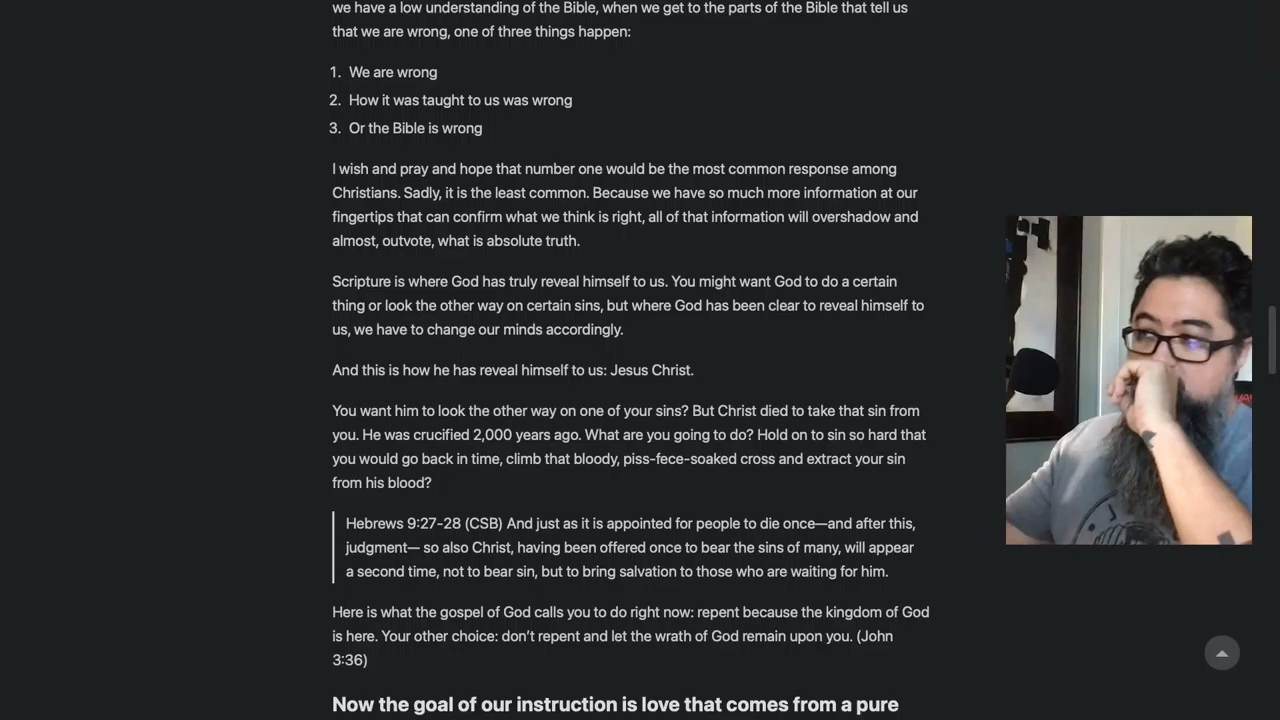 we have a low understanding of the Bible, when we get to the parts of the Bible that tell us
that we are wrong, one of three things happen:
1. We are wrong
2. How it was taught to us was wrong
3. Or the Bible is wrong
I wish and pray and hope that number one would be the most common response among
Christians. Sadly, it is the least common. Because we have so much more information at our
fingertips that can confirm what we think is right, all of that information will overshadow and
almost, outvote, what is absolute truth.
Scripture is where God has truly reveal himself to us. You might want God to do a certain
thing or look the other way on certain sins, but where God has been clear to reveal himself to
us, we have to change our minds accordingly.
And this is how he has reveal himself to us: Jesus Christ.
You want him to look the other way on one of your sins? But Christ died to take that sin from
you. He was crucified 2,000 years ago. What are you going to do? Hold on to sin so hard that
you would go back in time, climb that bloody, piss-fece-soaked cross and extract your sin
from his blood?
Hebrews 9:27-28 (CSB) And just as it is appointed for people to die once—and after this,
judgment— so also Christ, having been offered once to bear the sins of many, will appear
a second time, not to bear sin, but to bring salvation to those who are waiting for him.
Here is what the gospel of God calls you to do right now: repent because the kingdom of God
is here. Your other choice: don't repent and let the wrath of God remain upon you. (John
3:36)
Now the goal of our instruction is love that comes from a pure